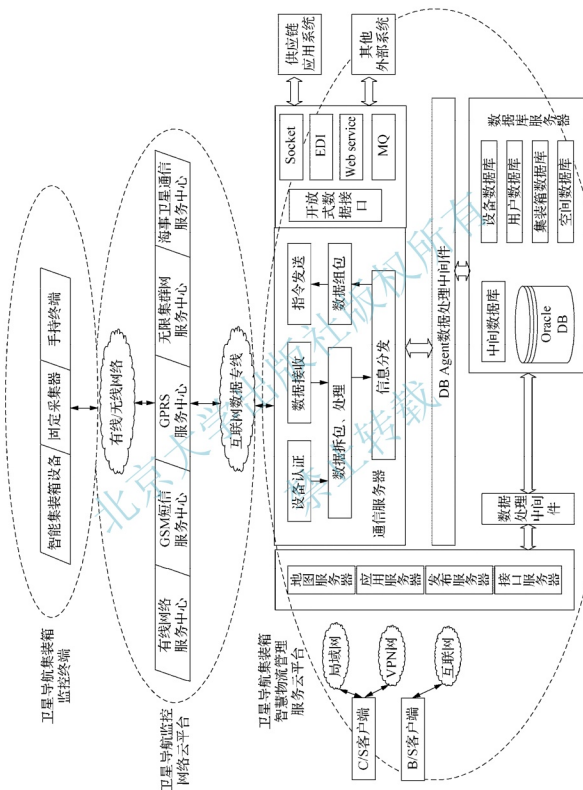 卫星导航集装箱
监控终端
智能集装箱设备
固定采集器
手持终端
有线/无线网络
卫星导航监控
网络云平台
有线网络
服务中心
GSM短信
服务中心
GPRS
服务中心
无限集群网
服务中心
海事卫星通信
服务中心
互联网数据专线
卫星导航集装箱
智慧物流管理
服务云平台
局域网
VPN网
互联网
C/S客户端
B/S客户端
地图
服务器
应用
服务器
发布
服务器
接口
服务器
设备认证
数据接收
指令发送
数据拆包、处理
数据组包
信息分发
通信服务器
开放
式数
据接
口
Socket
EDI
Web service
MQ
供应链
应用系统
其他
外部系统
DB Agent数据处理中间件
数据
处理
中间
件
中间数据库
Oracle
DB
设备数据库
用户数据库
集装箱数据库
空间数据库
数据
库服
务器
北京大学出版社版权所有
禁止转载